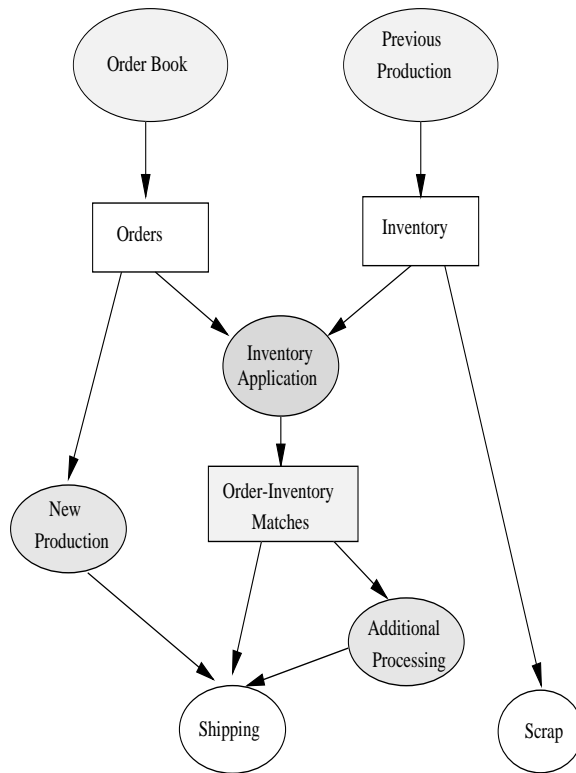 Order Book
Previous
Production
Orders
Inventory
Inventory
Application
Order-Inventory
Matches
New
Production
Additional
Processing
Shipping
Scrap